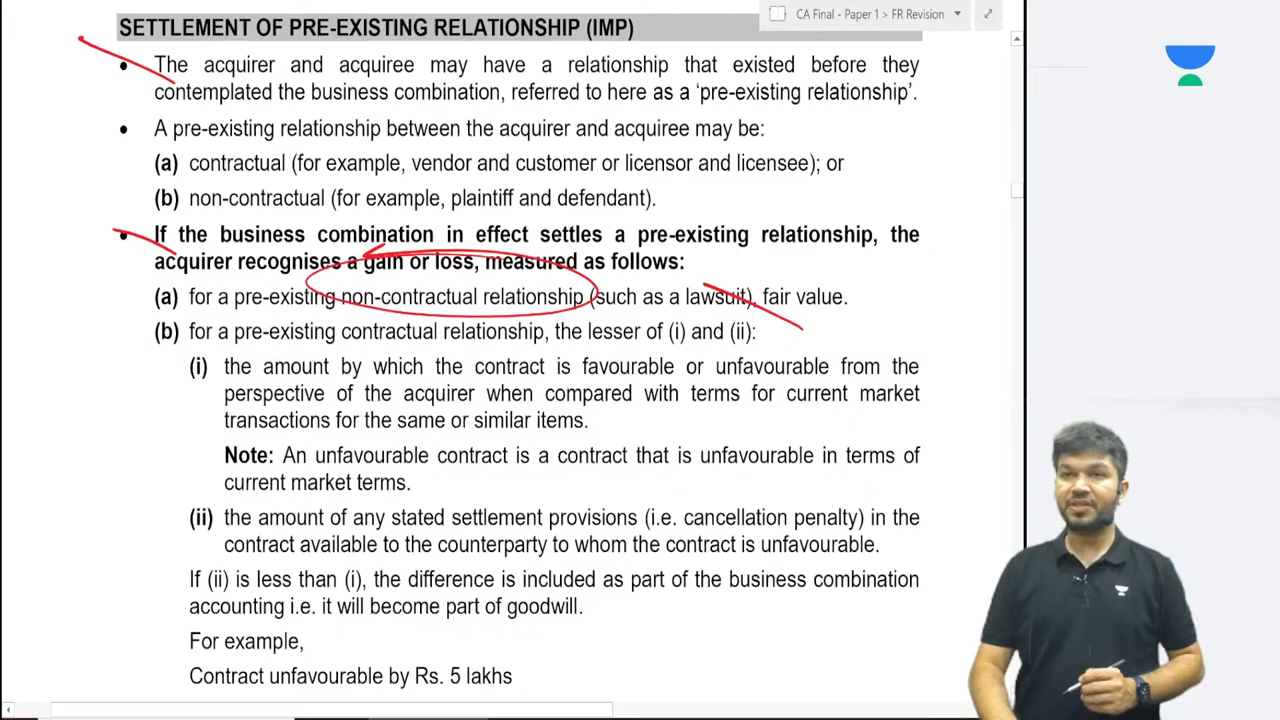 SETTLEMENT OF PRE-EXISTING RELATIONSHIP (IMP)
CA Final - Paper 1 > FR Revision
• The acquirer and acquiree may have a relationship that existed before they
contemplated the business combination, referred to here as a ‘pre-existing relationship’.
• A pre-existing relationship between the acquirer and acquiree may be:
(a) contractual (for example, vendor and customer or licensor and licensee); or
(b) non-contractual (for example, plaintiff and defendant).
• If the business combination in effect settles a pre-existing relationship, the
acquirer recognises a gain or loss, measured as follows:
(a) for a pre-existing non-contractual relationship (such as a lawsuit), fair value.
(b) for a pre-existing contractual relationship, the lesser of (i) and (ii):
(i) the amount by which the contract is favourable or unfavourable from the
perspective of the acquirer when compared with terms for current market
transactions for the same or similar items.
Note: An unfavourable contract is a contract that is unfavourable in terms of
current market terms.
(ii) the amount of any stated settlement provisions (i.e. cancellation penalty) in the
contract available to the counterparty to whom the contract is unfavourable.
If (ii) is less than (i), the difference is included as part of the business combination
accounting i.e. it will become part of goodwill.
For example,
Contract unfavourable by Rs. 5 lakhs